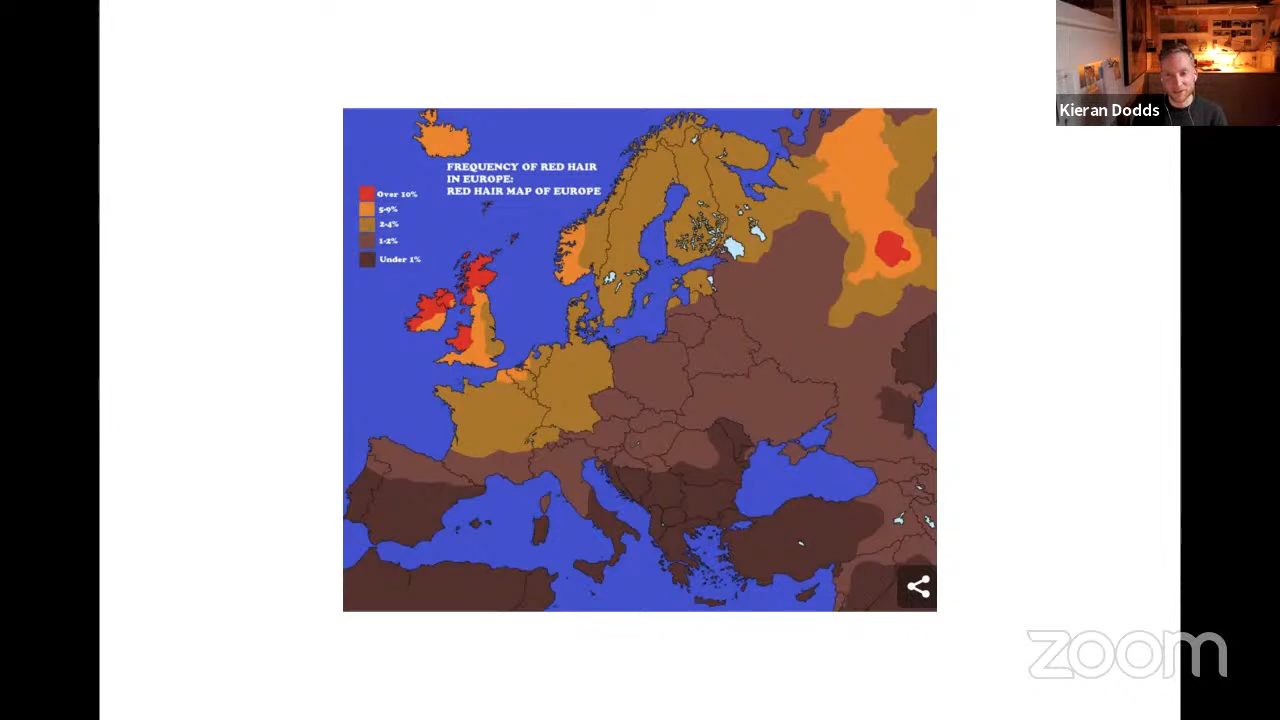 Kieran Dodds
FREQUENCY OF RED HAIR
IN EUROPE:
RED HAIR MAP OF EUROPE
Over 10%
5-9%
2-4%
1-2%
Under 1%
zoom